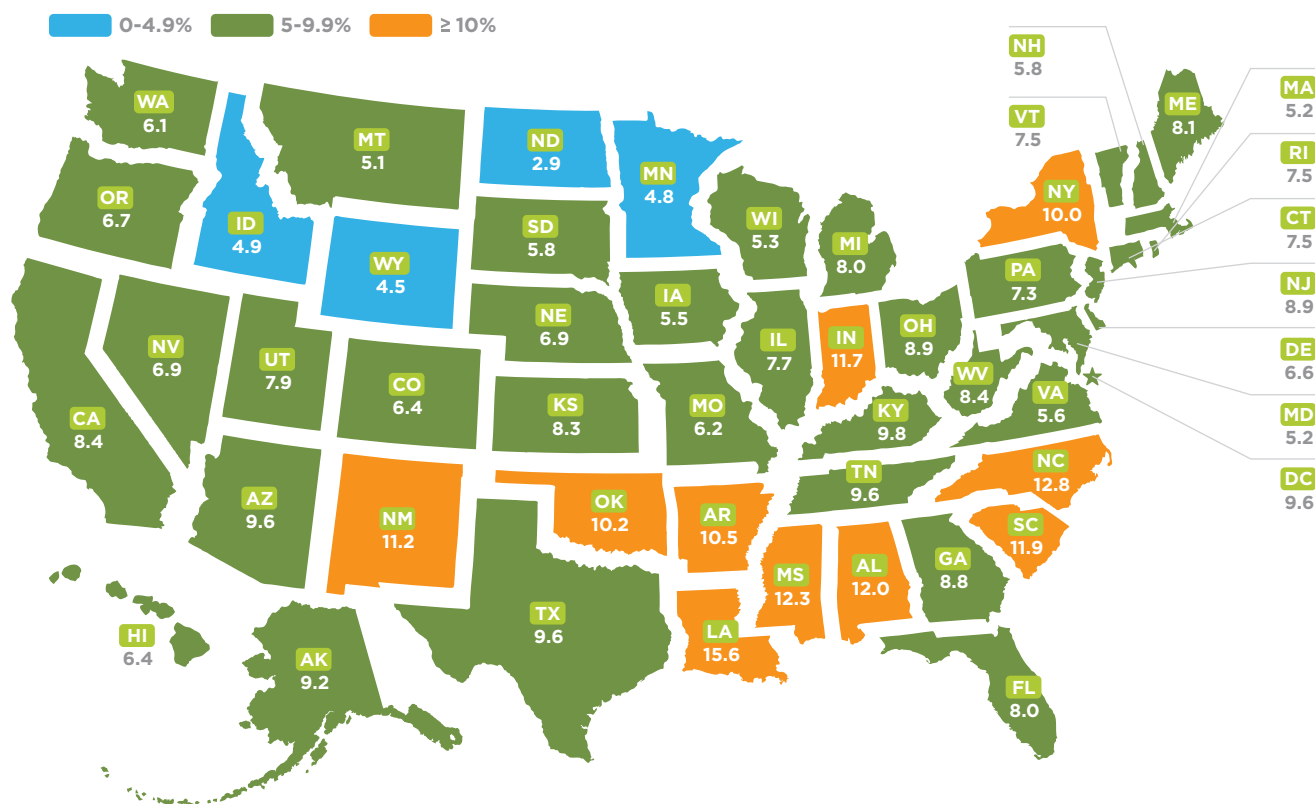 0-4.9% 5-9.9% ≥ 10%
NH
5.8
MA
5.2
VT
7.5
ME
8.1
WA
6.1
MT
5.1
ND
2.9
MN
4.8
RI
7.5
NY
10.0
OR
6.7
ID
4.9
WY
4.5
SD
5.8
WI
5.3
MI
8.0
CT
7.5
PA
7.3
NJ
8.9
IA
5.5
NE
6.9
NV
6.9
UT
7.9
CO
6.4
IL
7.7
IN
11.7
OH
8.9
DE
6.6
WV
8.4
VA
5.6
CA
8.4
KS
8.3
MO
6.2
KY
9.8
MD
5.2
NC
12.8
TN
9.6
DC
9.6
AZ
9.6
NM
11.2
OK
10.2
AR
10.5
SC
11.9
MS
12.3
AL
12.0
GA
8.8
HI
6.4
AK
9.2
TX
9.6
LA
15.6
FL
8.0